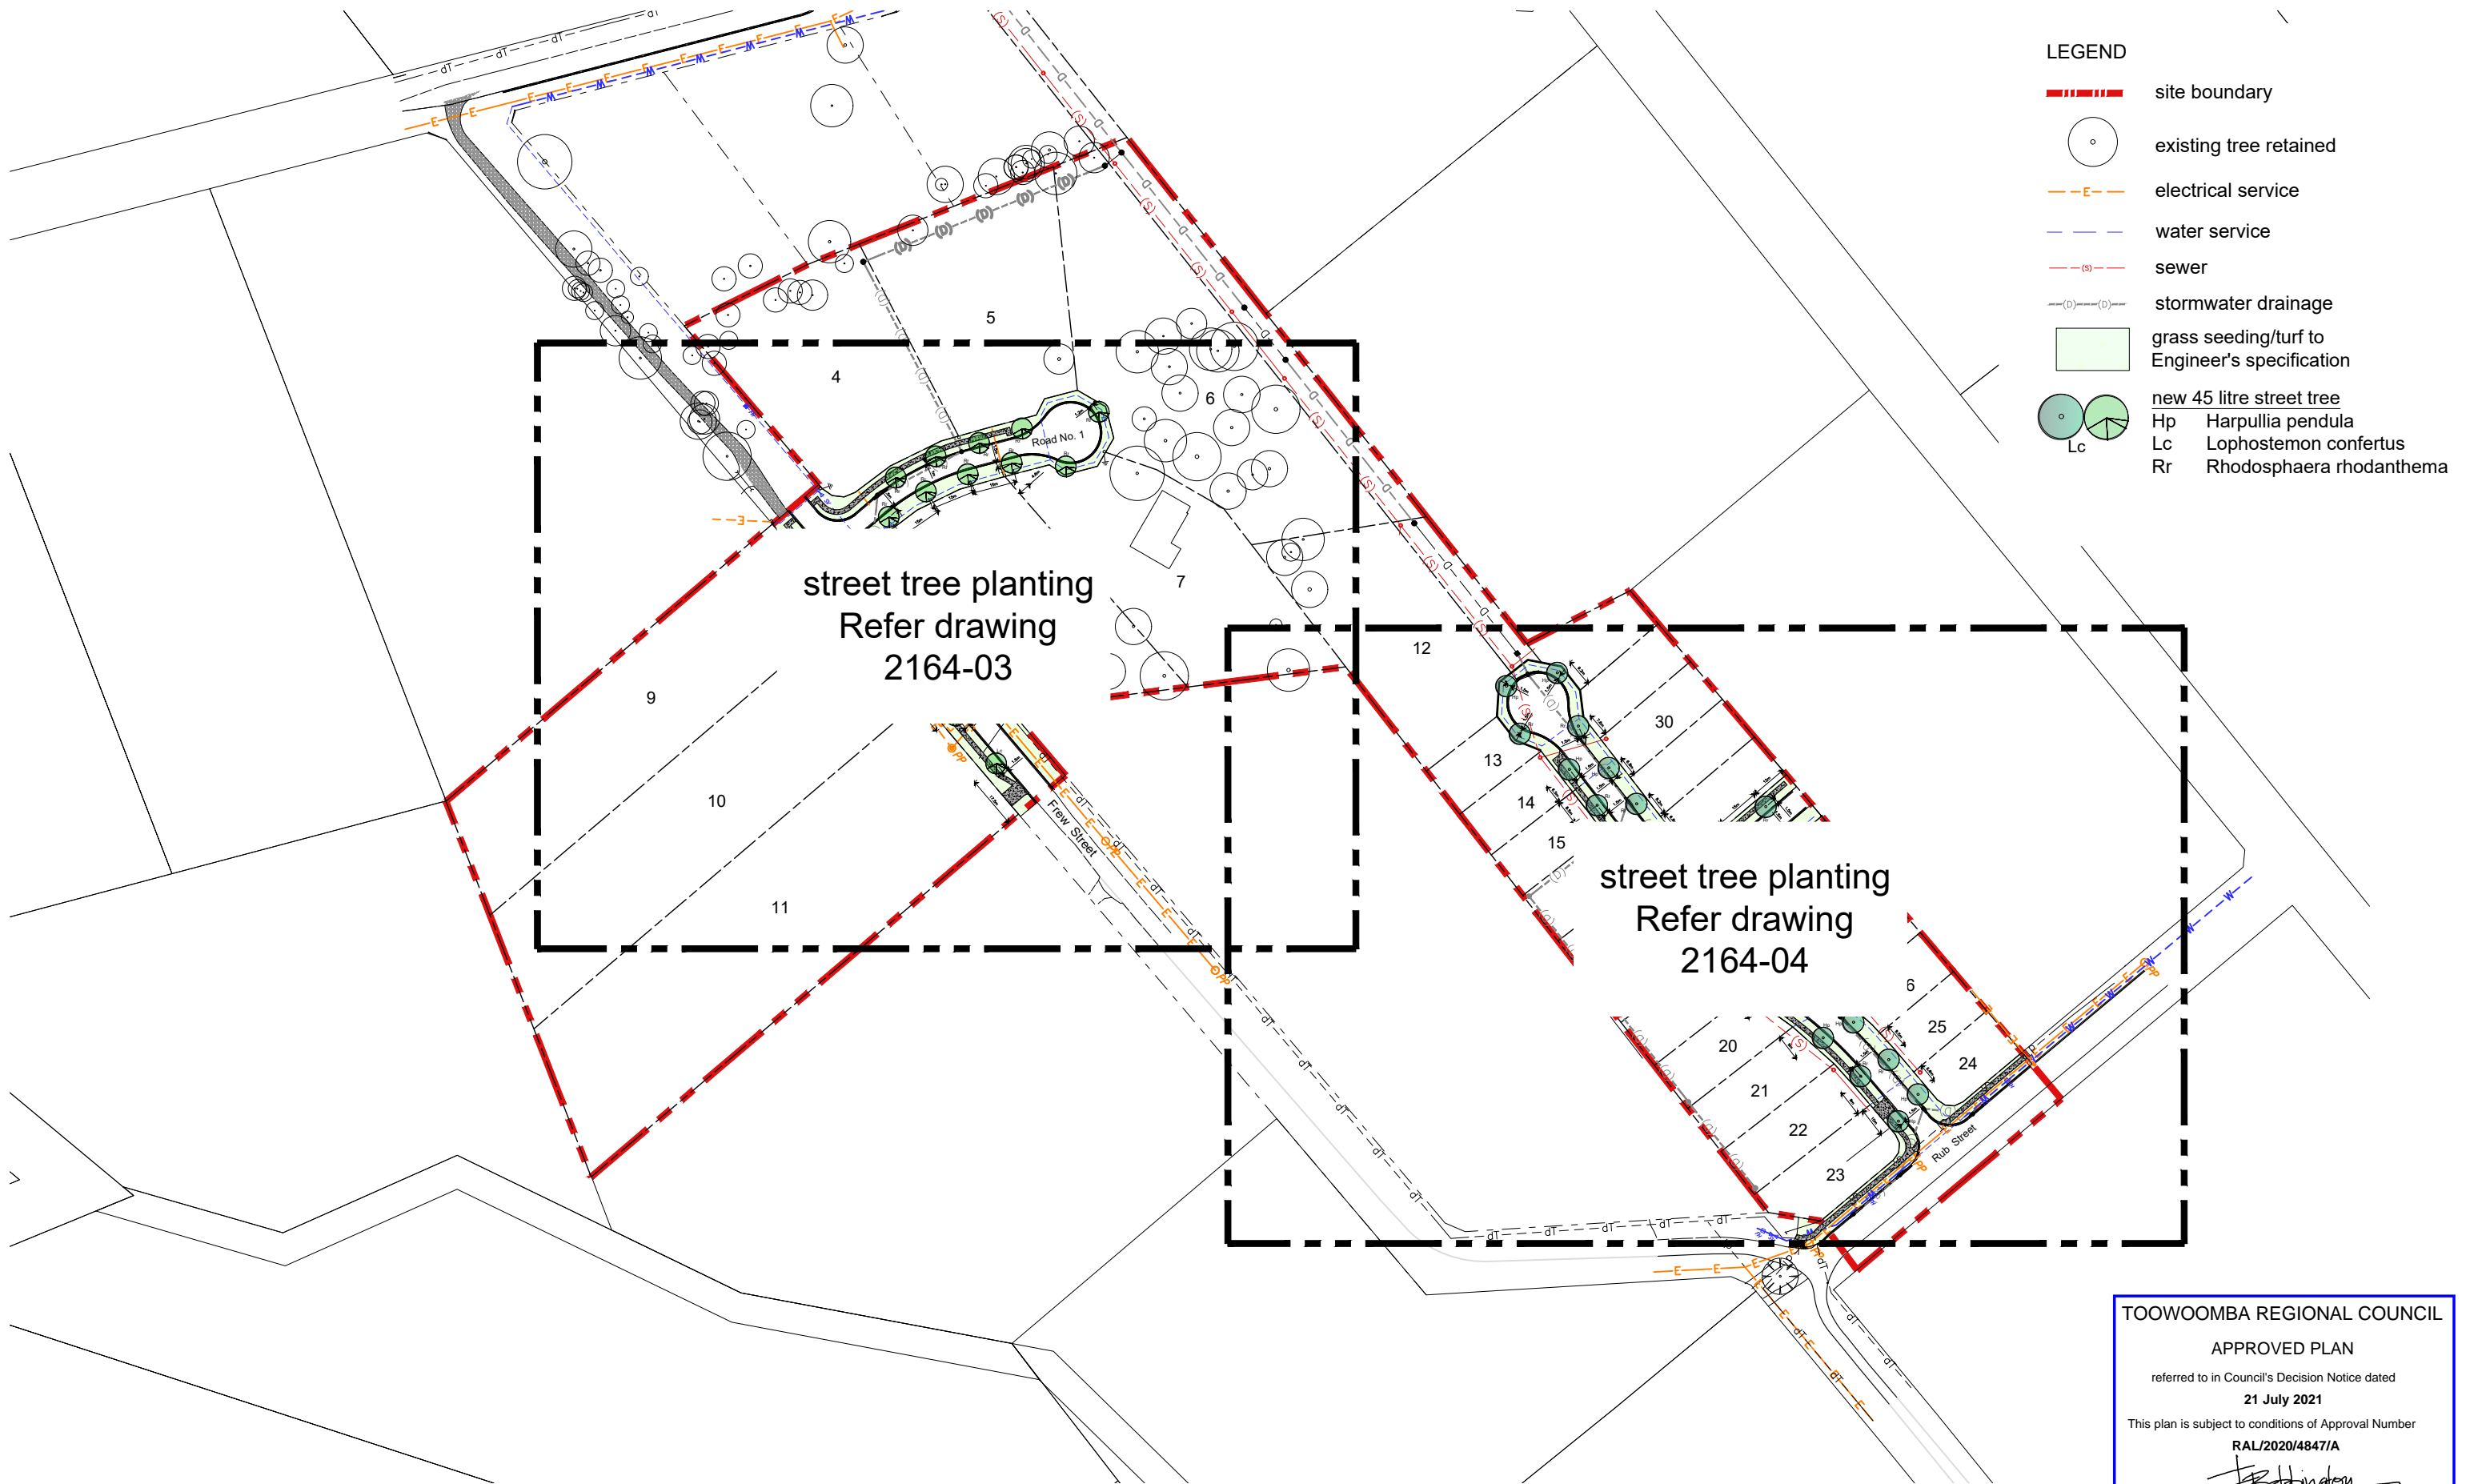 LEGEND
site boundary
existing tree retained
E
electrical service
water service
(S)
sewer
(D) (D)
stormwater drainage
grass seeding/turf to
Engineer's specification
new 45 litre street tree
Hp Harpullia pendula
Lc Lophostemon confertus
Rr Rhodosphaera rhodanthema
Lc
5
4
6
Road No. 1
7
street tree planting
Refer drawing
2164-03
9
10
11
Frew Street
12
30
13
14
15
street tree planting
Refer drawing
2164-04
6
25
24
20
21
22
23
Rub Street
TOOWOOMBA REGIONAL COUNCIL
APPROVED PLAN
referred to in Council's Decision Notice dated
21 July 2021
This plan is subject to conditions of Approval Number
RAL/2020/4847/A